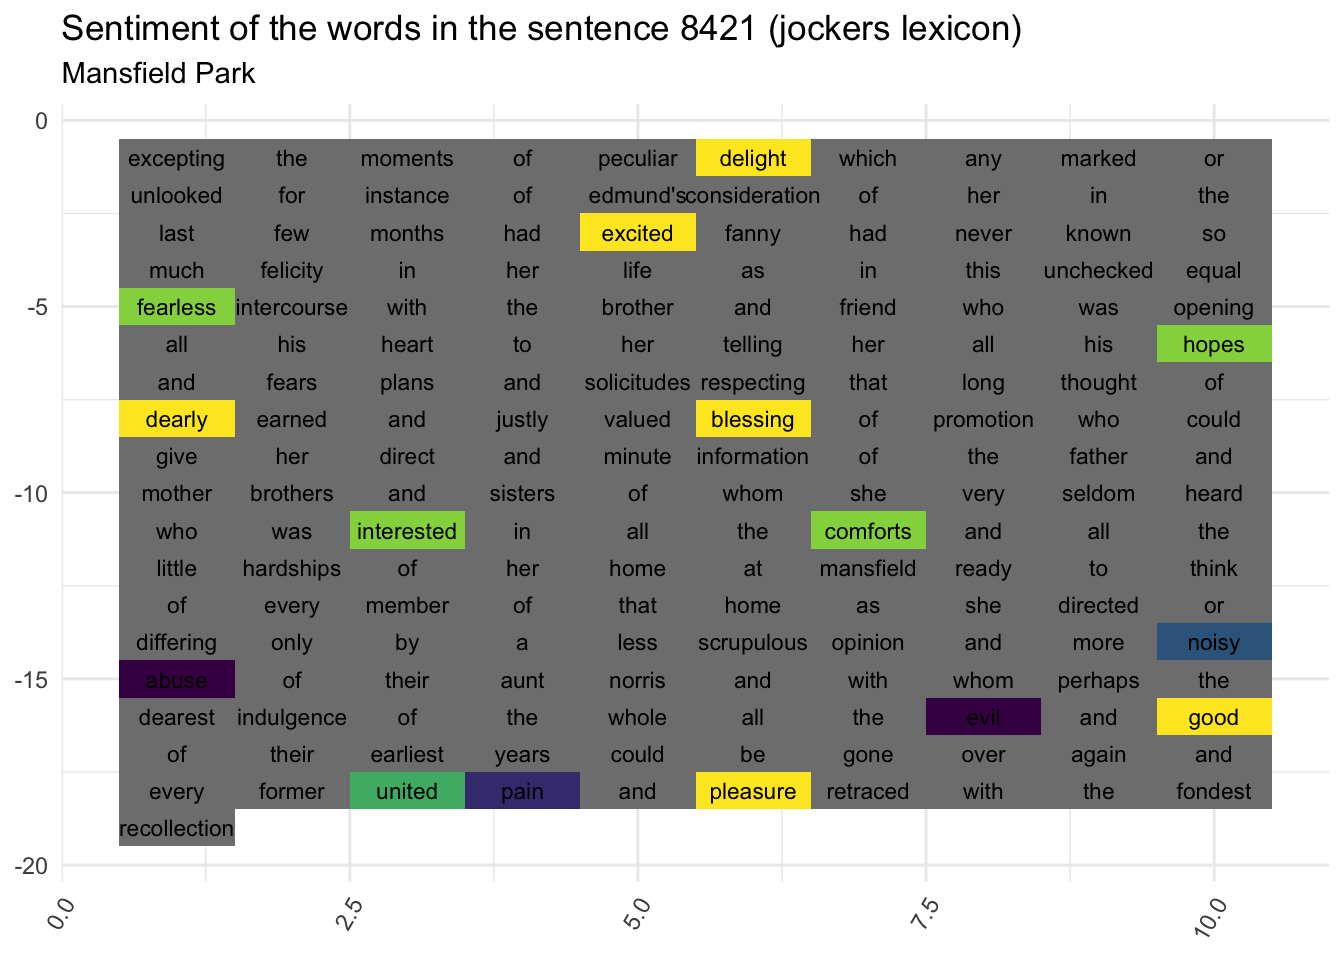 Sentiment of the words in the sentence 8421 (jockers lexicon)
Mansfield Park
0
excepting the moments of peculiar delight which any marked or
unlooked for instance of edmund's consideration of her in the
last few months had excited fanny had never known so
much felicity in her life as in this unchecked equal
-5
fearless intercourse with the brother and friend who was opening
all his heart to her telling her all his hopes
and fears plans and solicitudes respecting that long thought of
dearly earned and justly valued blessing of promotion who could
give her direct and minute information of the father and
-10
mother brothers and sisters of whom she very seldom heard
who was interested in all the comforts and all the
little hardships of her home at mansfield ready to think
of every member of that home as she directed or
differing only by a less scrupulous opinion and more noisy
-15
abuse of their aunt norris and with whom perhaps the
dearest indulgence of the whole all the evil and good
of their earliest years could be gone over again and
every former united pain and pleasure retraced with the fondest
recollection
-20
0.0 2.5 5.0 7.5 10.0